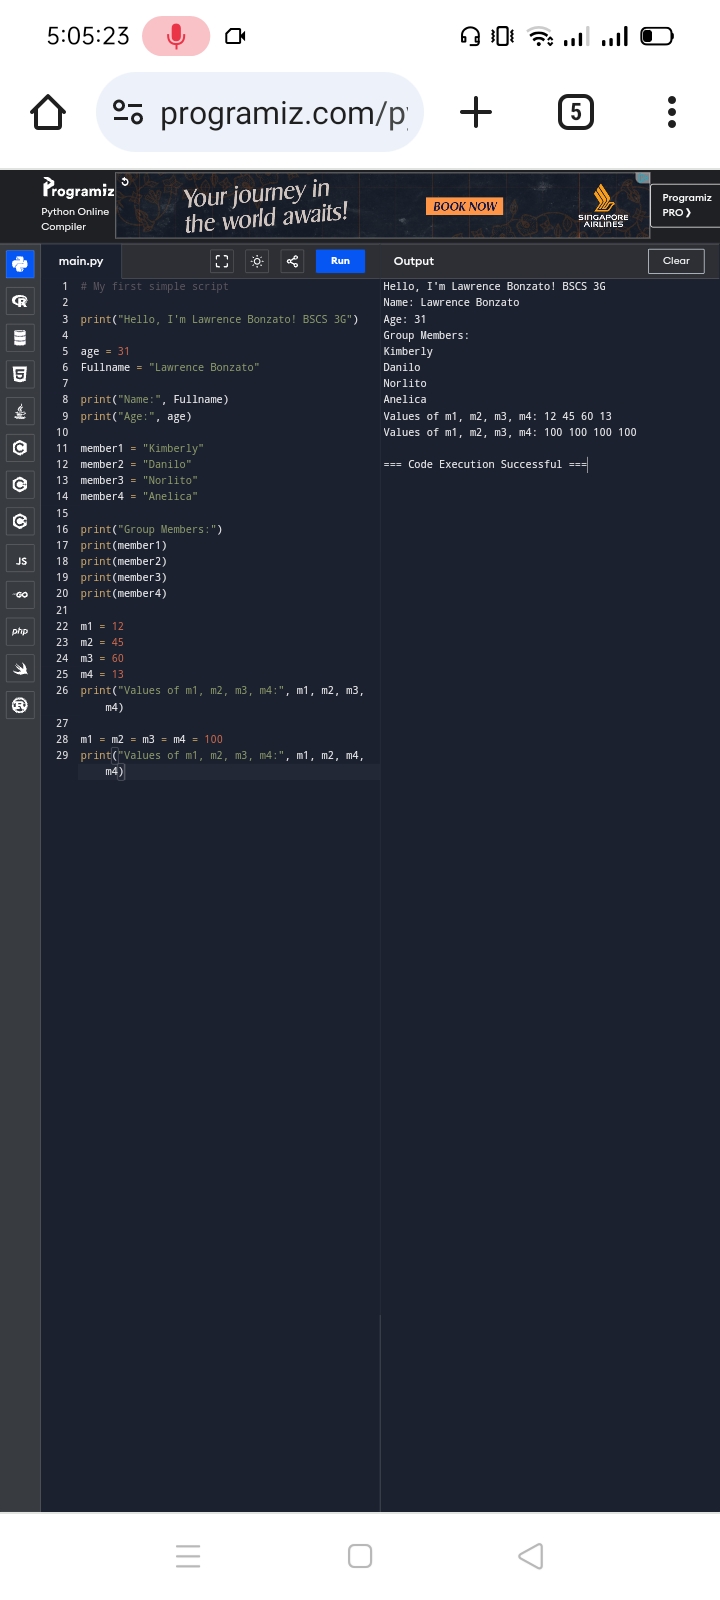 5:05:23
programiz.com/py
5
Programiz
Python Online
Compiler
Your journey in
the world awaits!
BOOK NOW
SINGAPORE
AIRLINES
Programiz
PRO ❯
main.py
Run
Output
Clear
1 # My first simple script
2
3 print("Hello, I'm Lawrence Bonzato! BSCS 3G")
4
5 age = 31
6 Fullname = "Lawrence Bonzato"
7
8 print("Name:", Fullname)
9 print("Age:", age)
10
11 member1 = "Kimberly"
12 member2 = "Danilo"
13 member3 = "Norlito"
14 member4 = "Anelica"
15
16 print("Group Members:")
17 print(member1)
18 print(member2)
19 print(member3)
20 print(member4)
21
22 m1 = 12
23 m2 = 45
24 m3 = 60
25 m4 = 13
26 print("Values of m1, m2, m3, m4:", m1, m2, m3,
m4)
27
28 m1 = m2 = m3 = m4 = 100
29 print("Values of m1, m2, m3, m4:", m1, m2, m4,
m4)
Hello, I'm Lawrence Bonzato! BSCS 3G
Name: Lawrence Bonzato
Age: 31
Group Members:
Kimberly
Danilo
Norlito
Anelica
Values of m1, m2, m3, m4: 12 45 60 13
Values of m1, m2, m3, m4: 100 100 100 100
=== Code Execution Successful ===
R
5
C
C
C
JS
GO
php
R